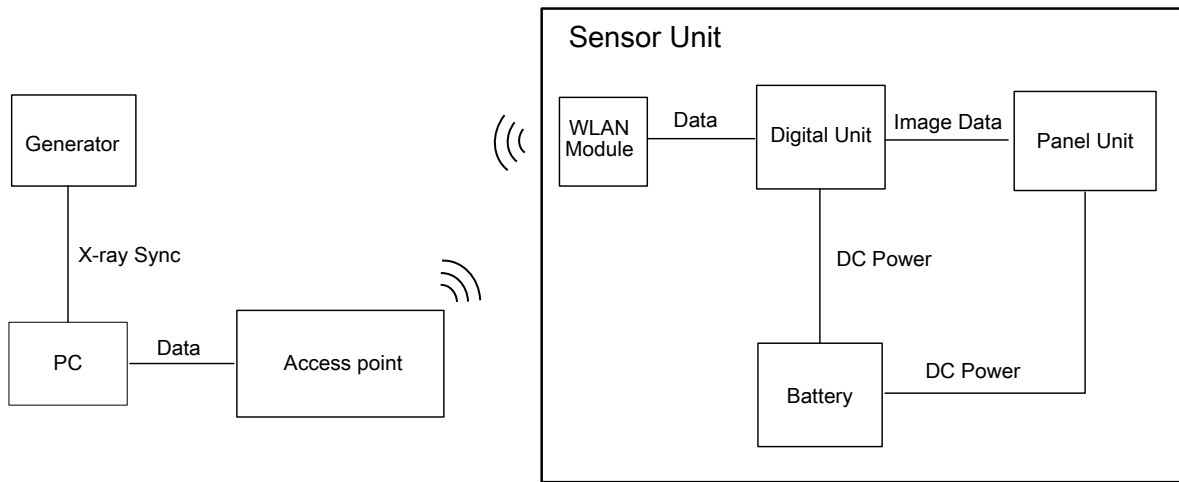 Sensor Unit
Generator
X-ray Sync
PC
Data
Access point
WLAN
Module
Data
Digital Unit
Image Data
Panel Unit
DC Power
Battery
DC Power